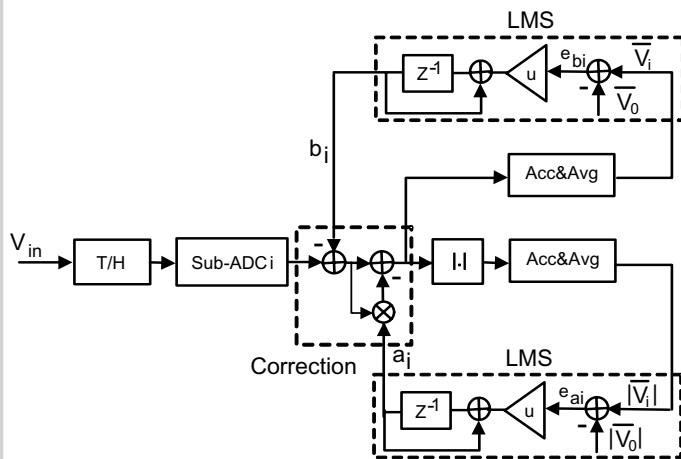 LMS
Z⁻¹
u
e_bi
V̅_i
-
V̅_0
b_i
Acc&Avg
V_in
T/H
Sub-ADC i
-
-
|.|
Acc&Avg
Correction
a_i
LMS
Z⁻¹
u
e_ai
|V̅_i|
-
|V̅_0|